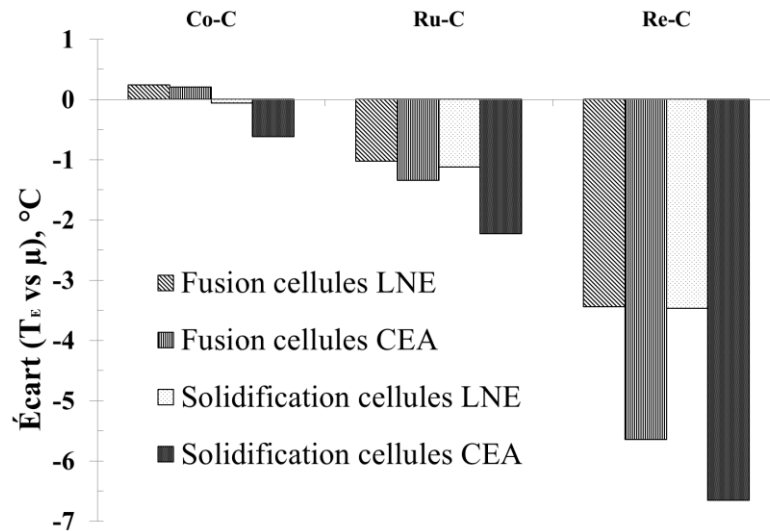 Co-C Ru-C Re-C
1
0
-1
-2
-3
-4
-5
-6
-7
Écart (T_E vs µ), °C
Fusion cellules LNE
Fusion cellules CEA
Solidification cellules LNE
Solidification cellules CEA